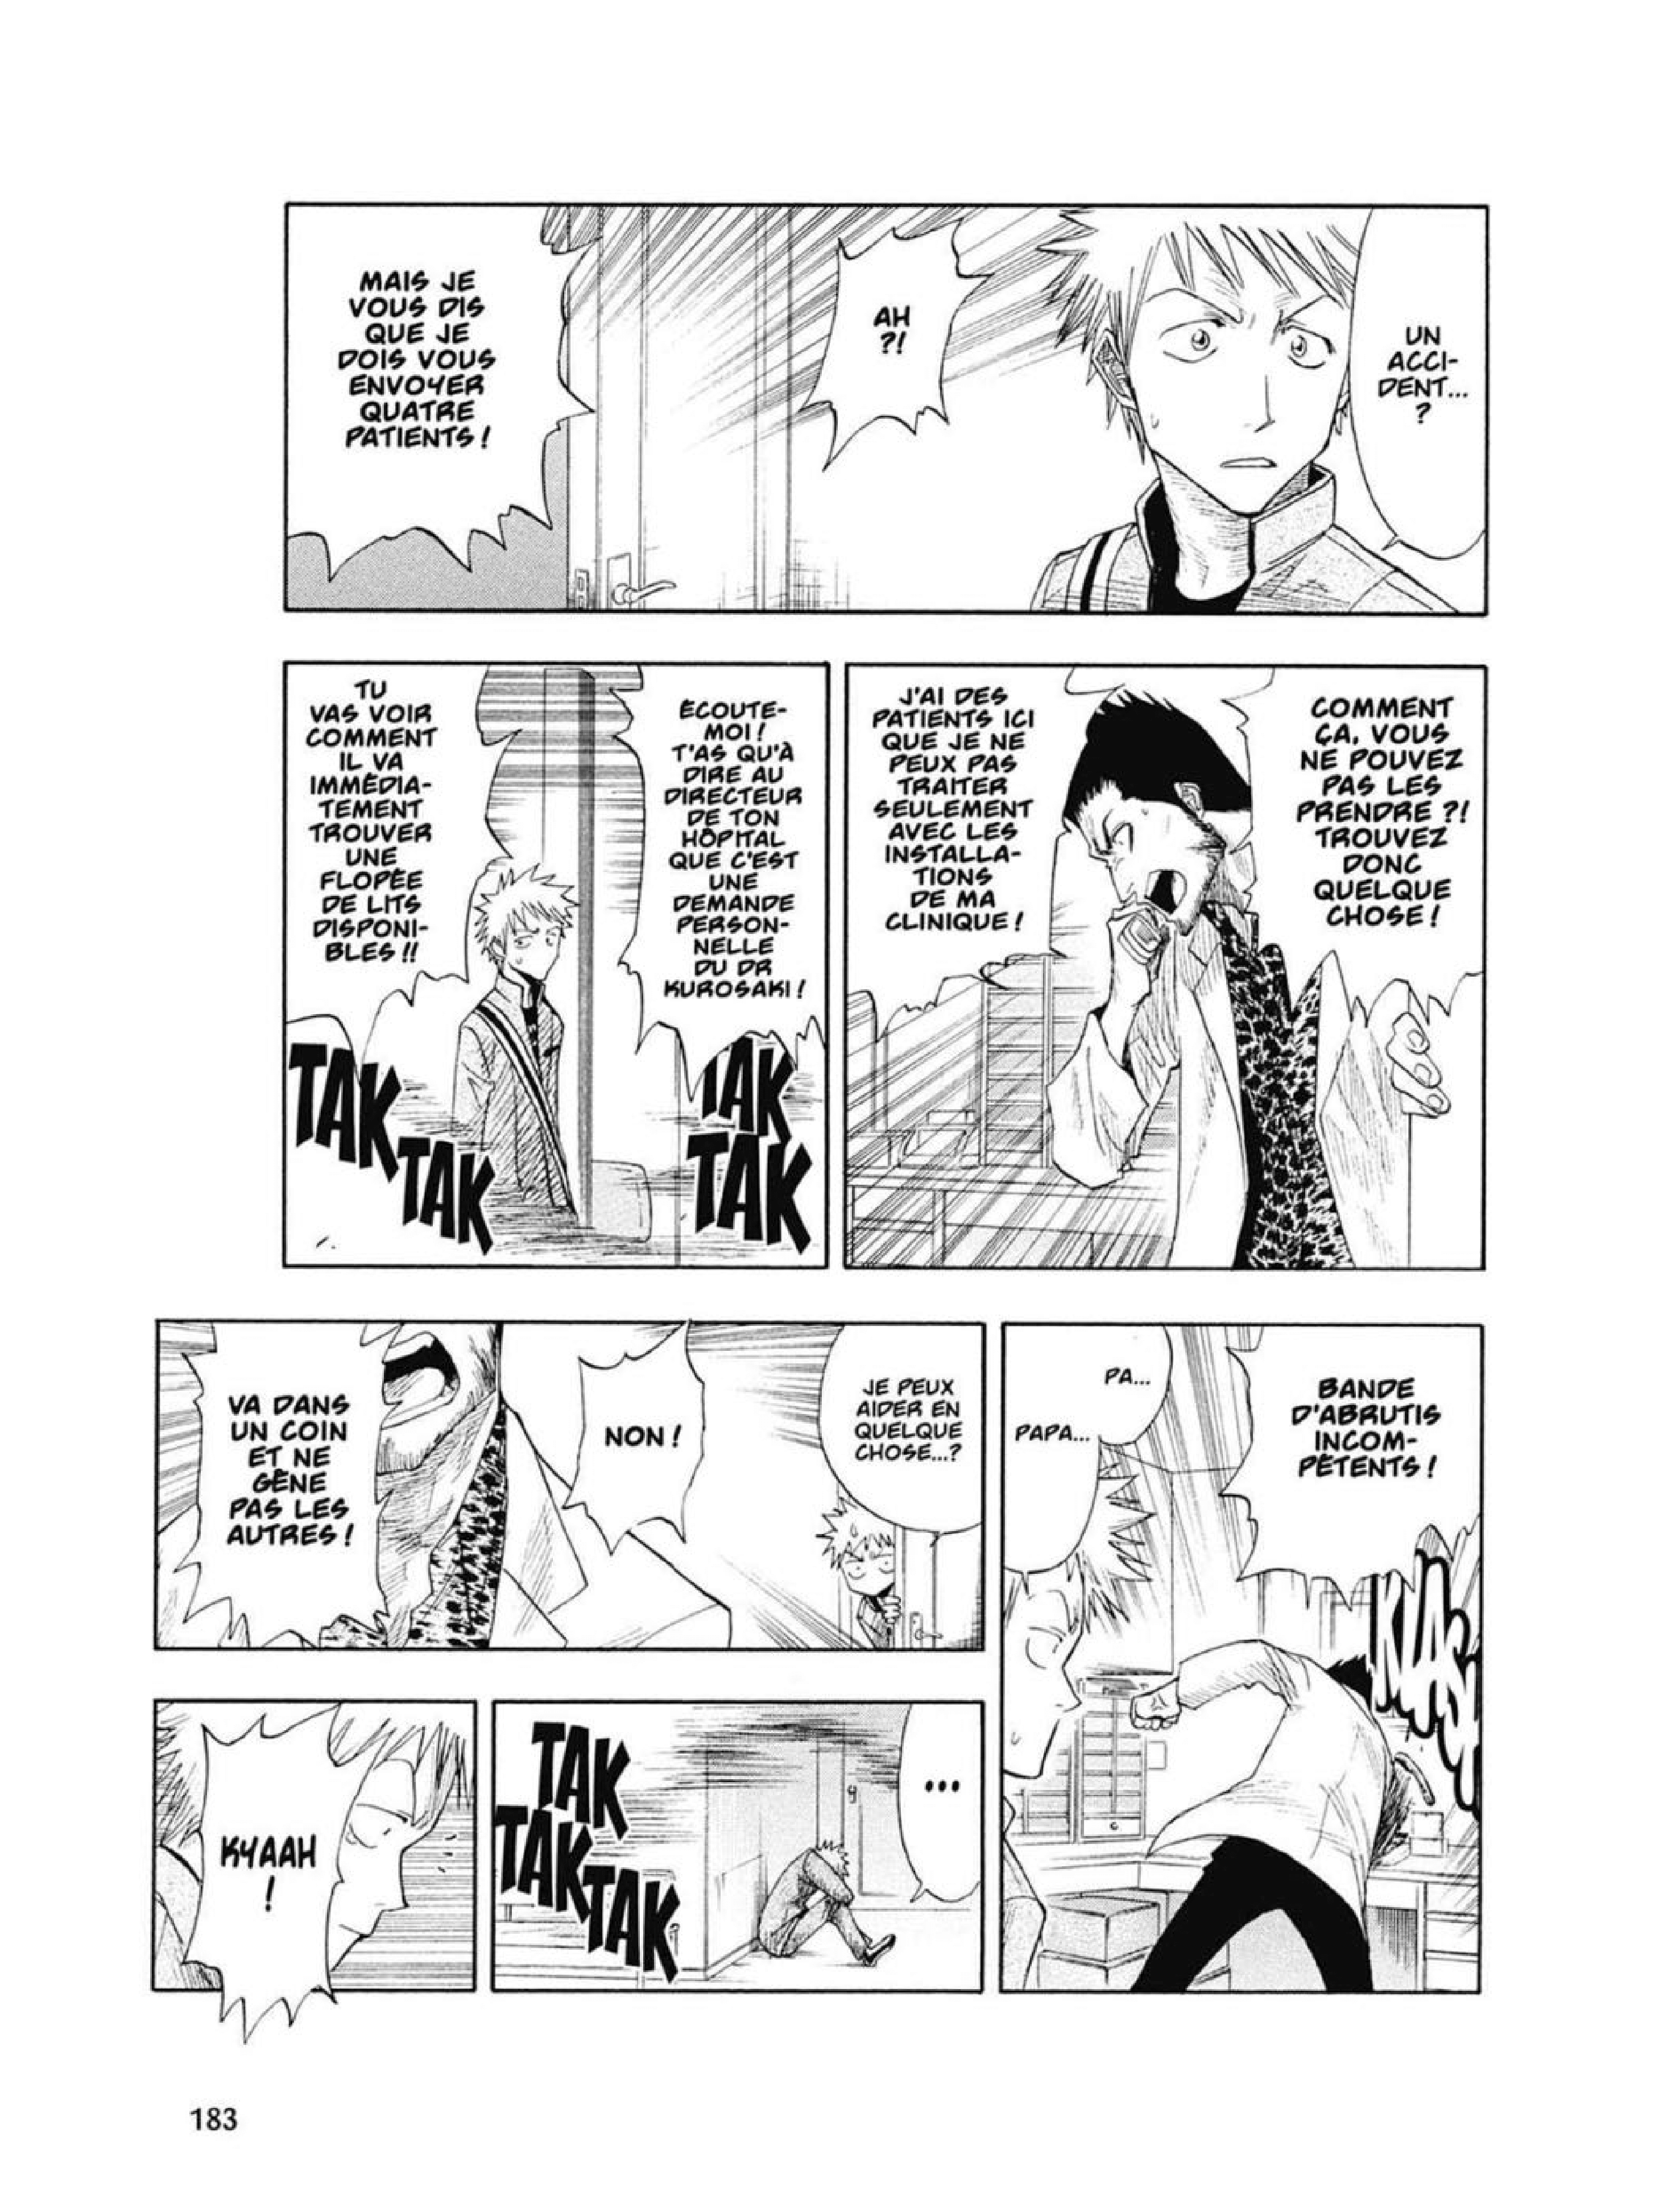 UN
ACCI-
DENT...
?
AH
?!
MAIS JE
VOUS DIS
QUE JE
DOIS VOUS
ENVOYER
QUATRE
PATIENTS !
COMMENT
ÇA, VOUS
NE POUVEZ
PAS LES
PRENDRE ?!
TROUVEZ
DONC
QUELQUE
CHOSE !
J'AI DES
PATIENTS ICI
QUE JE NE
PEUX PAS
TRAITER
SEULEMENT
AVEC LES
INSTALLA-
TIONS
DE MA
CLINIQUE !
ÉCOUTE-
MOI !
T'AS QU'À
DIRE AU
DIRECTEUR
DE TON
HÔPITAL
QUE C'EST
UNE
DEMANDE
PERSON-
NELLE
DU DR
KUROSAKI !
TAK
TAK
TU
VAS VOIR
COMMENT
IL VA
IMMÉDIA-
TEMENT
TROUVER
UNE
FLOPÉE
DE LITS
DISPONI-
BLES !!
TAK
TAK
BANDE
D'ABRUTIS
INCOM-
PÉTENTS !
KLASH
PA...
PAPA...
JE PEUX
AIDER EN
QUELQUE
CHOSE...?
NON !
VA DANS
UN COIN
ET NE
GÊNE
PAS LES
AUTRES !
...
TAK
TAK
TAK
KYAAH
!
183